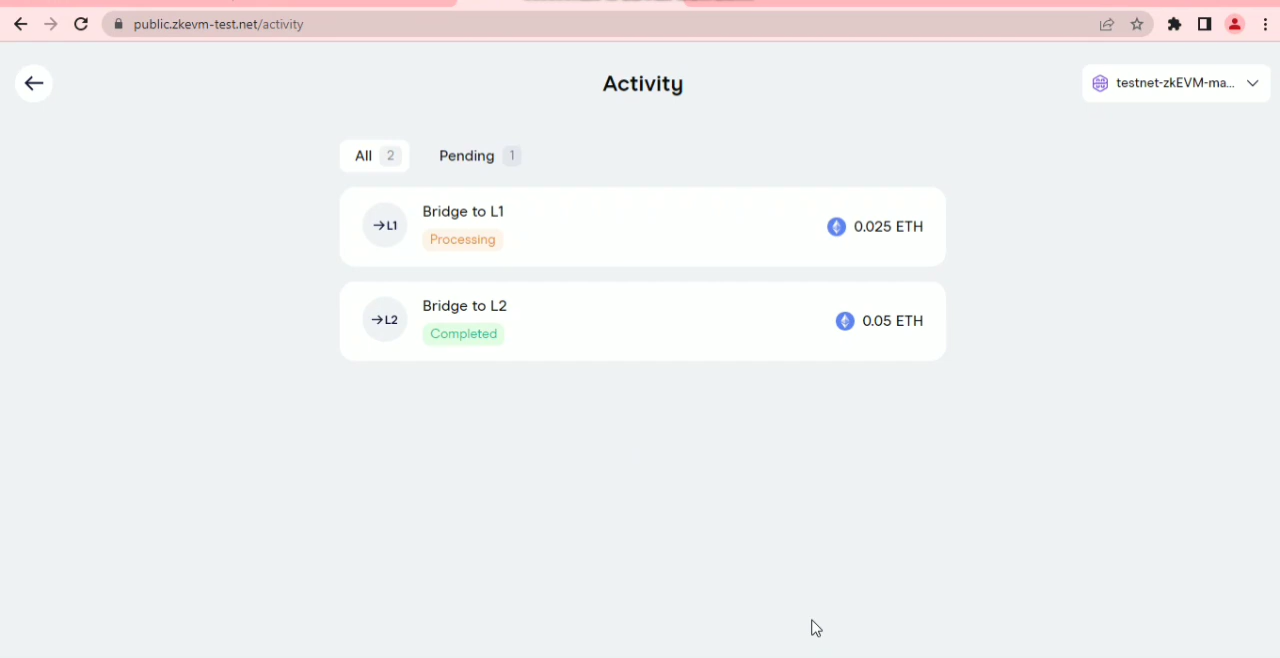 public.zkevm-test.net/activity
Activity
testnet-zkEVM-ma...
All 2
Pending 1
→L1
Bridge to L1
Processing
0.025 ETH
→L2
Bridge to L2
Completed
0.05 ETH